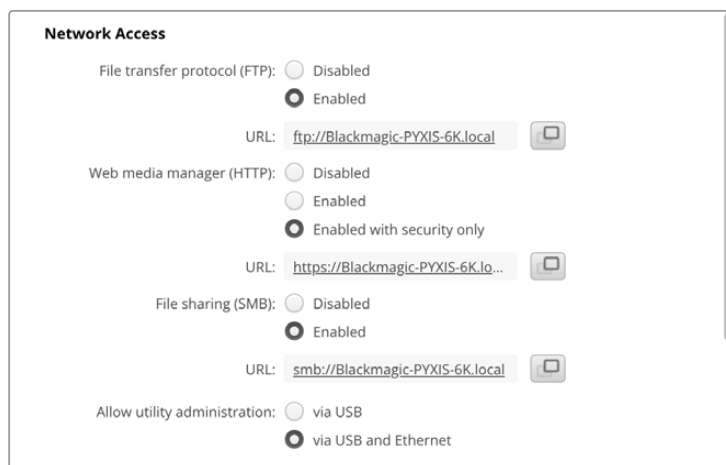 Network Access
File transfer protocol (FTP): Disabled
Enabled
URL: ftp://Blackmagic-PYXIS-6K.local
Web media manager (HTTP): Disabled
Enabled
Enabled with security only
URL: https://Blackmagic-PYXIS-6K.lo...
File sharing (SMB): Disabled
Enabled
URL: smb://Blackmagic-PYXIS-6K.local
Allow utility administration: via USB
via USB and Ethernet